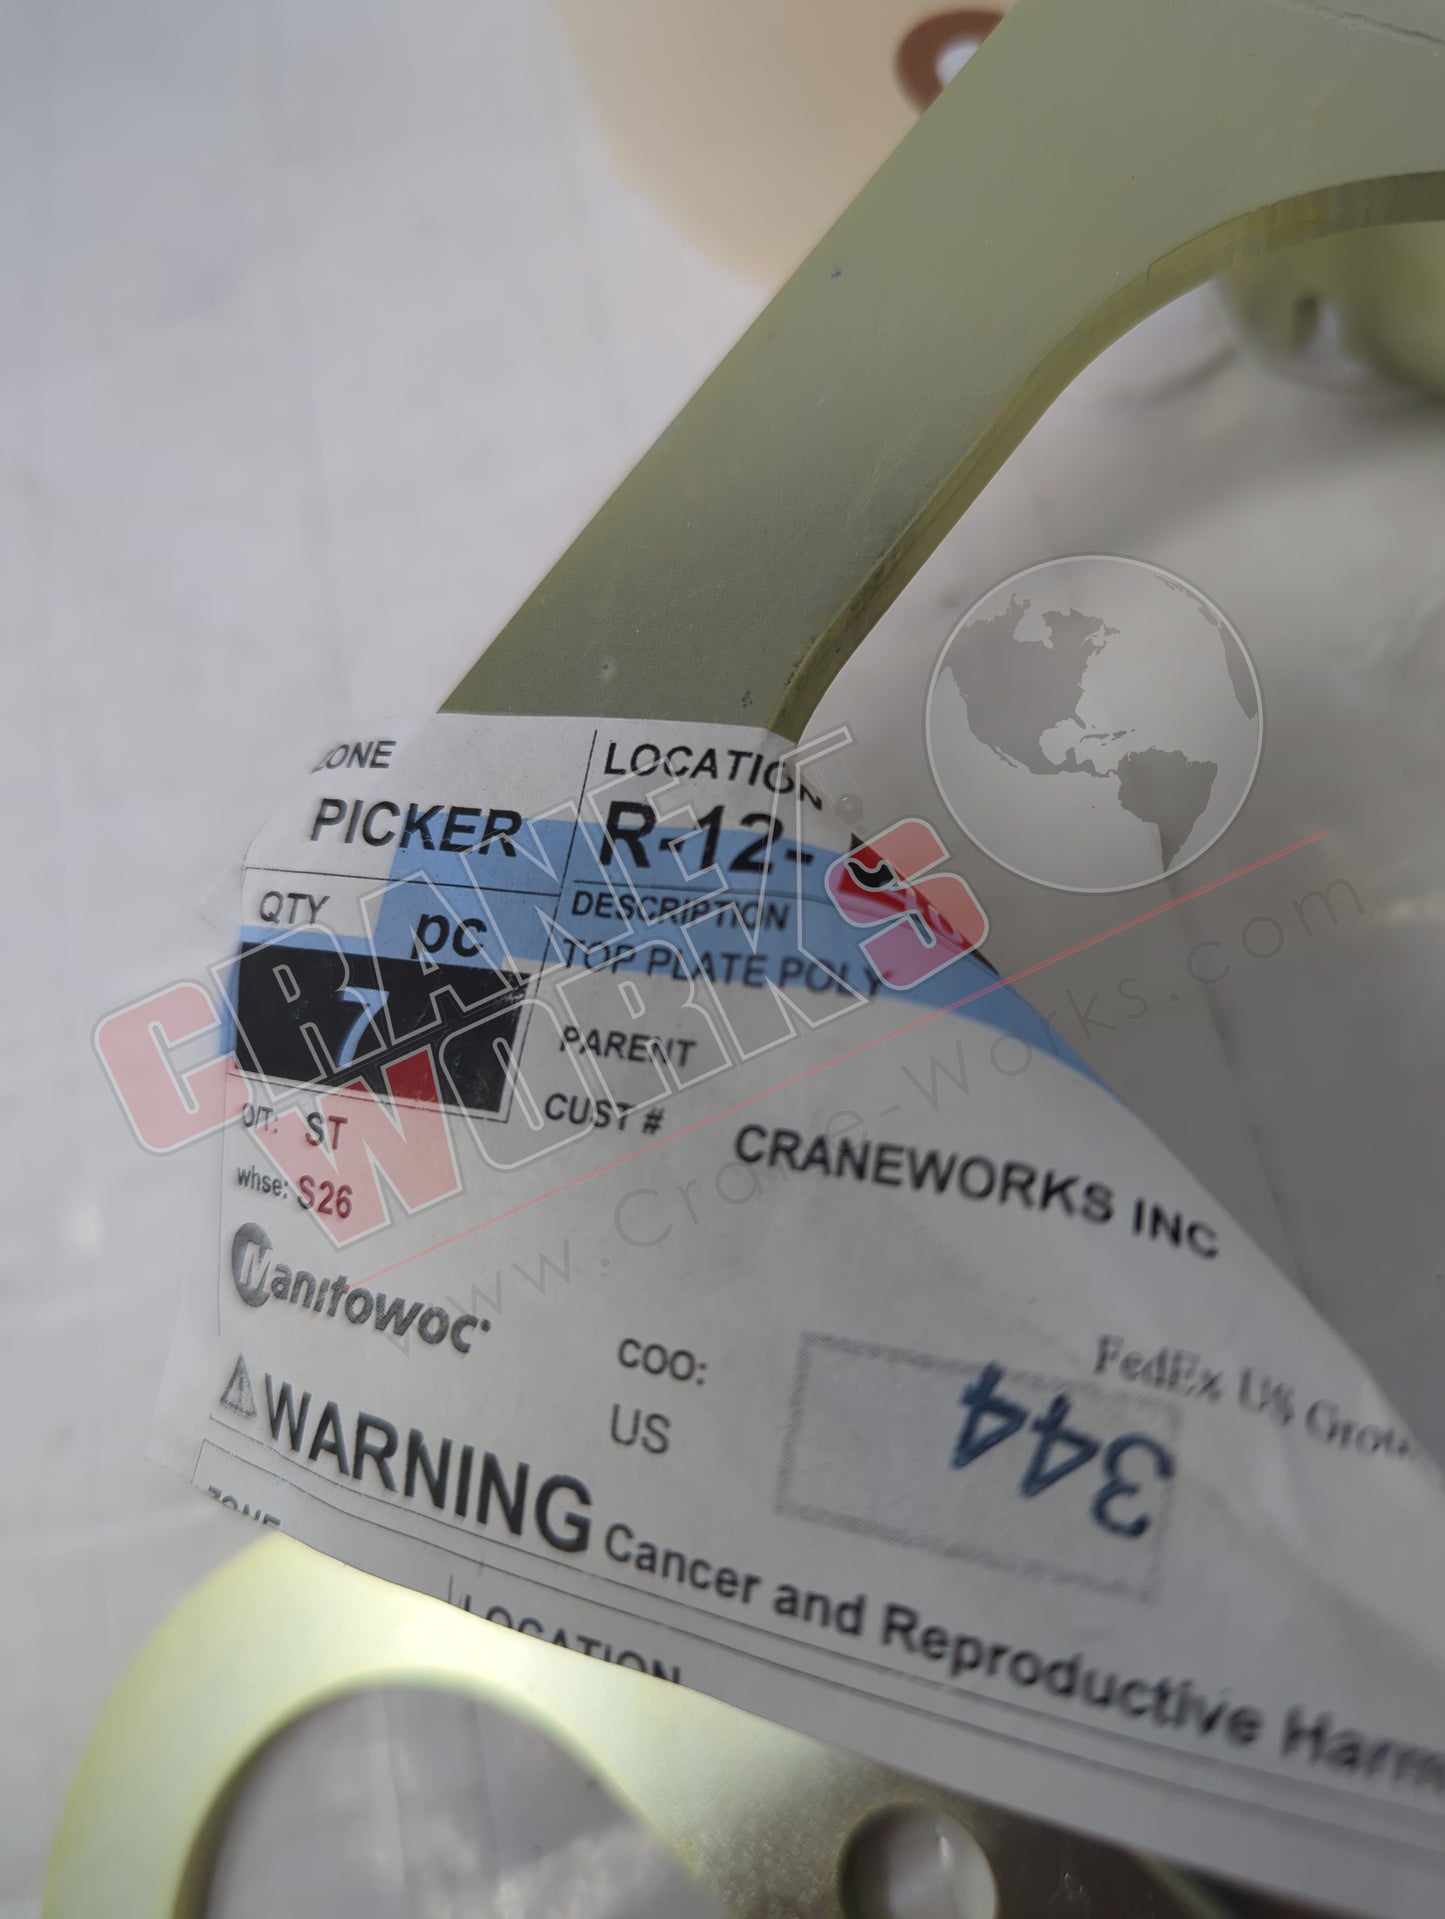 ZONE
PICKER
LOCATION
R-12-
QTY
pc
7
DESCRIPTION
TOP PLATE POLY
PARENT
CUST #
CRANEWORKS INC
O/T: ST
whse: S26
Manitowoc
COO:
US
FedEx US
344
WARNING Cancer and Reproductive Harm
ZONE
LOCATION
CRANE WORKS
www.Crane-Works.com